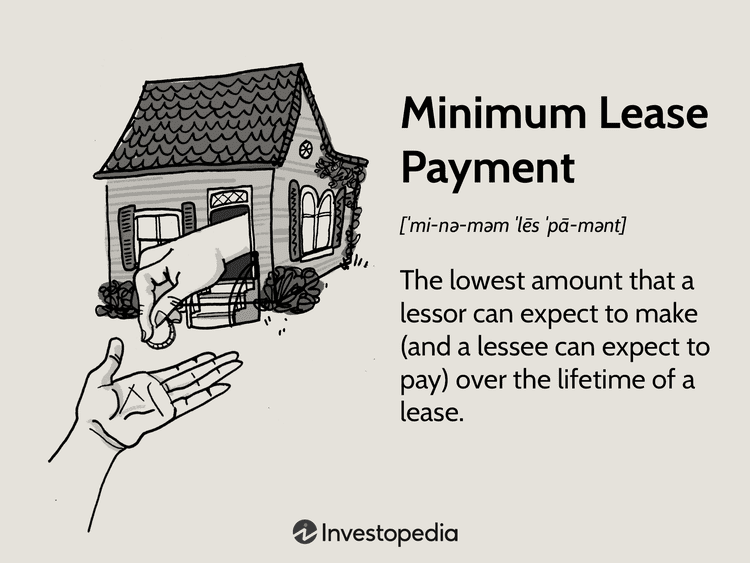 Minimum Lease
Payment
[ˈmi-nə-məm ˈlēs ˈpā-mənt]
The lowest amount that a
lessor can expect to make
(and a lessee can expect to
pay) over the lifetime of a
lease.
Investopedia